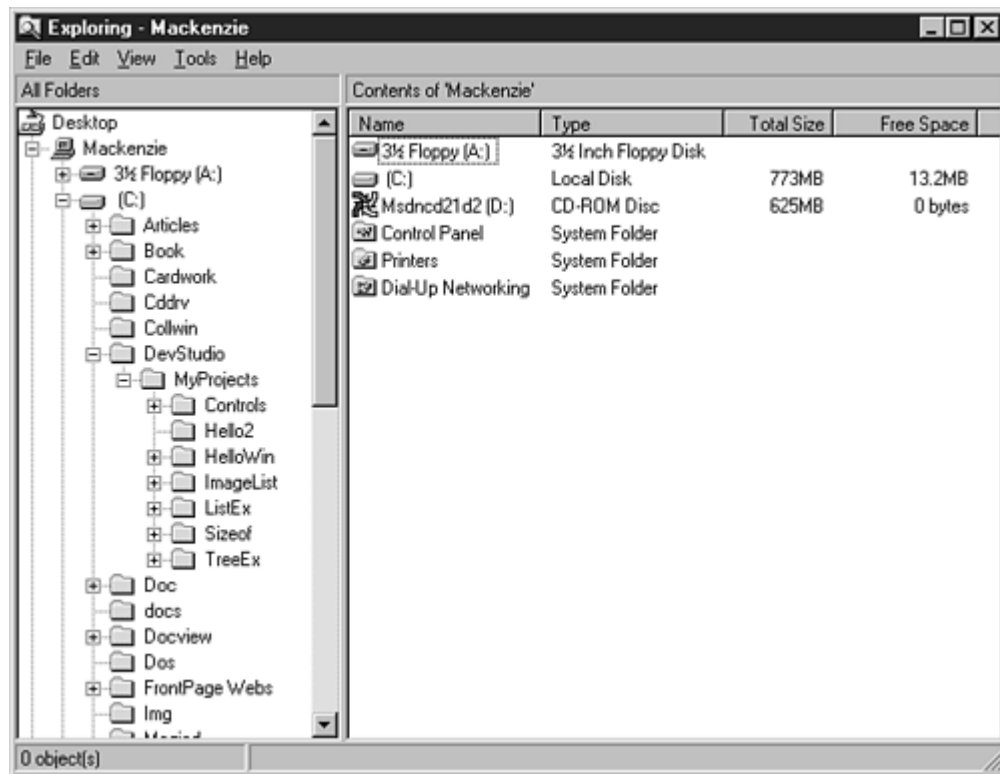 Exploring - Mackenzie
File Edit View Tools Help
All Folders
Contents of 'Mackenzie'
Desktop
Mackenzie
3½ Floppy (A:)
(C:)
Articles
Book
Cardwork
Cddrv
Collwin
DevStudio
MyProjects
Controls
Hello2
HelloWin
ImageList
ListEx
Sizeof
TreeEx
Doc
docs
Docview
Dos
FrontPage Webs
Img
Name Type Total Size Free Space
3½ Floppy (A:) 3½ Inch Floppy Disk
(C:) Local Disk 773MB 13.2MB
Msdncd21d2 (D:) CD-ROM Disc 625MB 0 bytes
Control Panel System Folder
Printers System Folder
Dial-Up Networking System Folder
0 object(s)